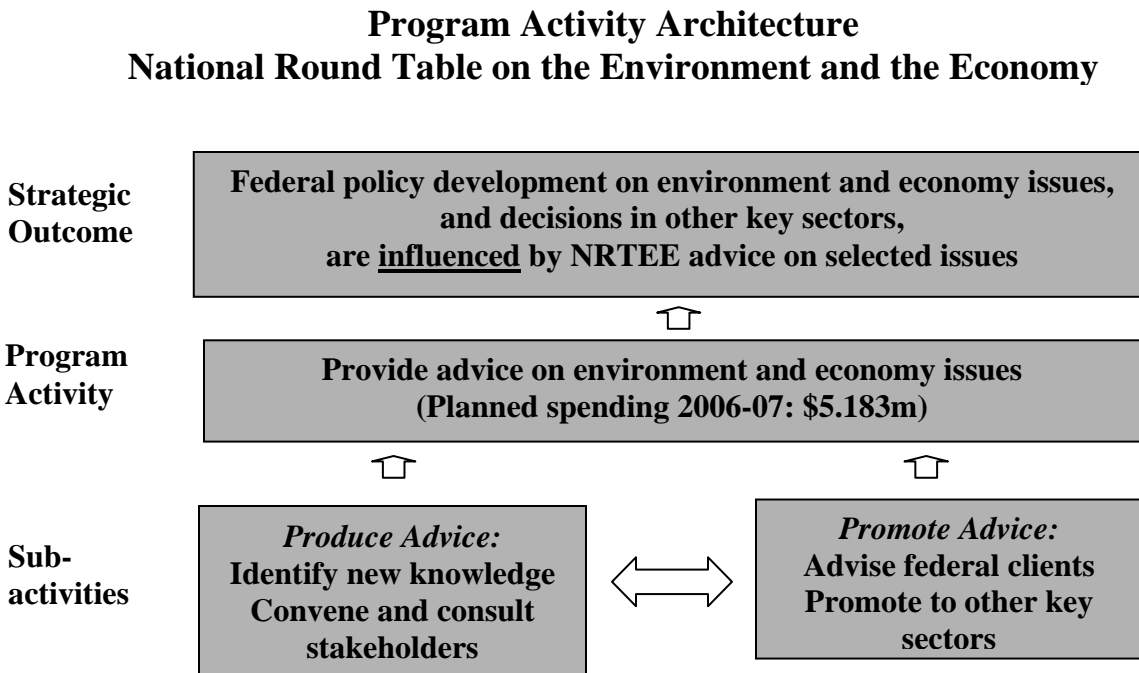 Program Activity Architecture
National Round Table on the Environment and the Economy
Strategic
Outcome
Federal policy development on environment and economy issues,
and decisions in other key sectors,
are influenced by NRTEE advice on selected issues
Program
Activity
Provide advice on environment and economy issues
(Planned spending 2006-07: $5.183m)
Sub-
activities
Produce Advice:
Identify new knowledge
Convene and consult
stakeholders
Promote Advice:
Advise federal clients
Promote to other key
sectors